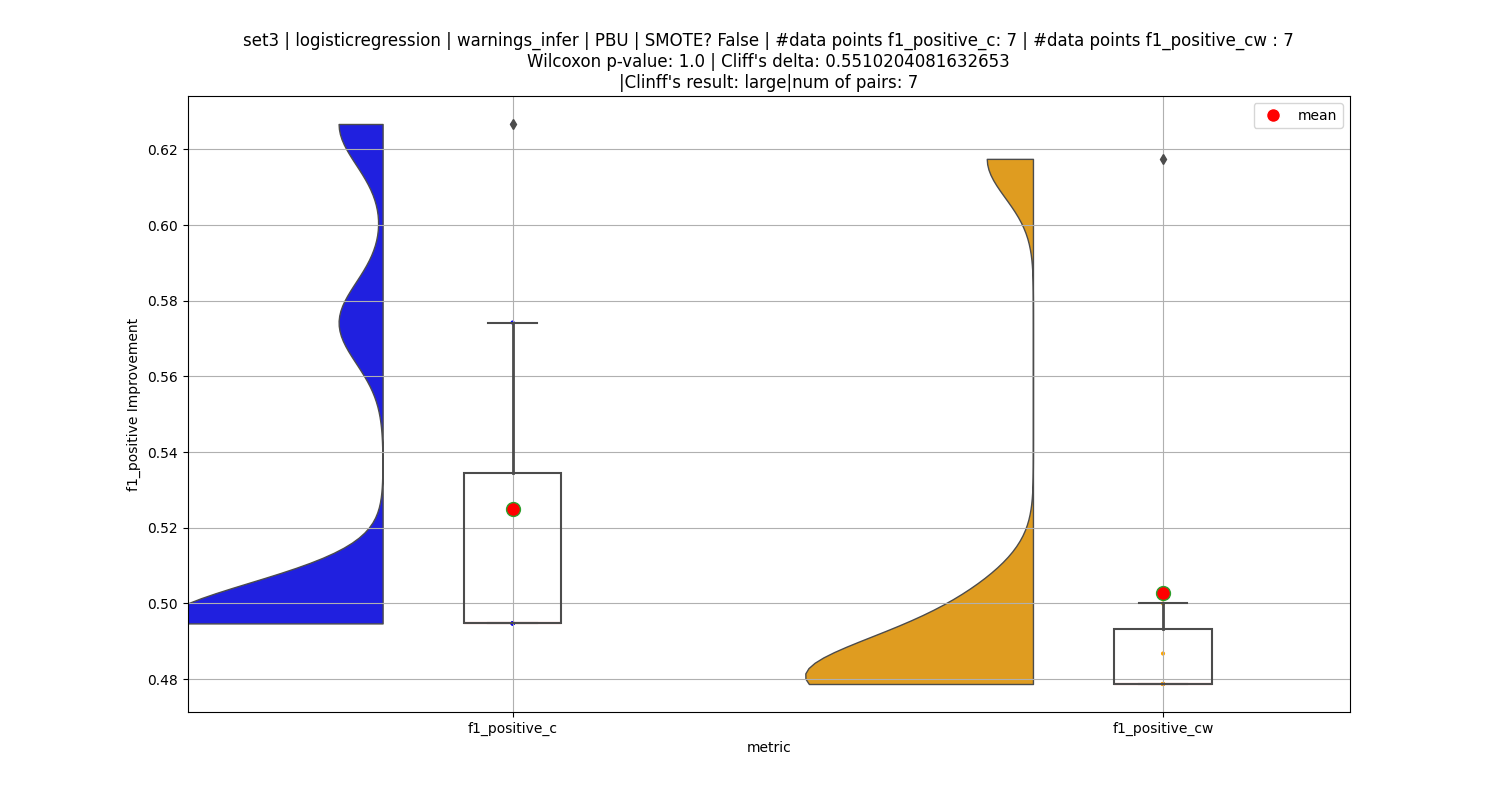 set3 | logisticregression | warnings_infer | PBU | SMOTE? False | #data points f1_positive_c: 7 | #data points f1_positive_cw : 7
Wilcoxon p-value: 1.0 | Cliff's delta: 0.5510204081632653
|Clinff's result: large|num of pairs: 7
mean
0.62
0.60
0.58
0.56
0.54
0.52
0.50
0.48
f1_positive Improvement
f1_positive_c
f1_positive_cw
metric